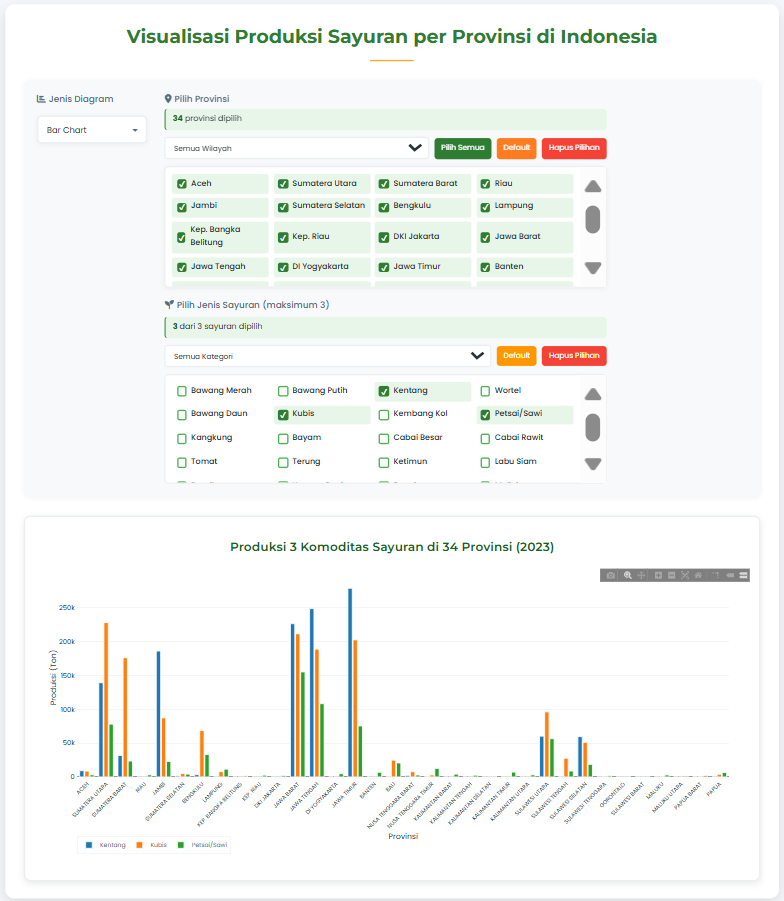 Visualisasi Produksi Sayuran per Provinsi di Indonesia
Jenis Diagram
Bar Chart
Pilih Provinsi
34 provinsi dipilih
Semua Wilayah
Pilih Semua
Default
Hapus Pilihan
Aceh
Sumatera Utara
Sumatera Barat
Riau
Jambi
Sumatera Selatan
Bengkulu
Lampung
Kep. Bangka
Belitung
Kep. Riau
DKI Jakarta
Jawa Barat
Jawa Tengah
DI Yogyakarta
Jawa Timur
Banten
Pilih Jenis Sayuran (maksimum 3)
3 dari 3 sayuran dipilih
Semua Kategori
Default
Hapus Pilihan
Bawang Merah
Bawang Putih
Kentang
Wortel
Bawang Daun
Kubis
Kembang Kol
Petsai/Sawi
Kangkung
Bayam
Cabai Besar
Cabai Rawit
Tomat
Terung
Ketimun
Labu Siam
Produksi 3 Komoditas Sayuran di 34 Provinsi (2023)
Produksi (Ton)
250k
200k
150k
100k
50k
0
ACEH
SUMATERA UTARA
SUMATERA BARAT
RIAU
JAMBI
SUMATERA SELATAN
BENGKULU
LAMPUNG
KEP. BANGKA BELITUNG
KEP. RIAU
DKI JAKARTA
JAWA BARAT
JAWA TENGAH
DI YOGYAKARTA
JAWA TIMUR
BANTEN
BALI
NUSA TENGGARA BARAT
NUSA TENGGARA TIMUR
KALIMANTAN BARAT
KALIMANTAN TENGAH
KALIMANTAN SELATAN
KALIMANTAN TIMUR
KALIMANTAN UTARA
SULAWESI UTARA
SULAWESI TENGAH
SULAWESI SELATAN
SULAWESI TENGGARA
GORONTALO
SULAWESI BARAT
MALUKU
MALUKU UTARA
PAPUA BARAT
PAPUA
Provinsi
Kentang
Kubis
Petsai/Sawi